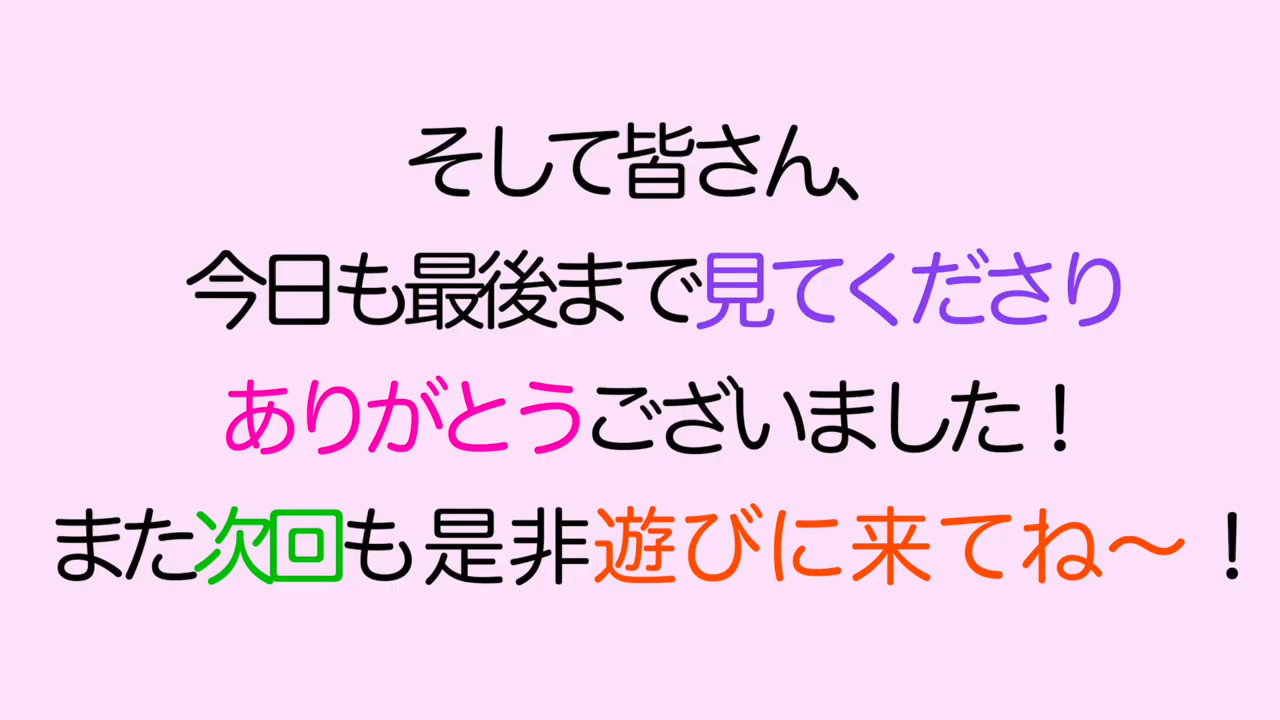 そして皆さん、
今日も最後まで見てくださり
ありがとうございました！
また次回も是非遊びに来てね〜！